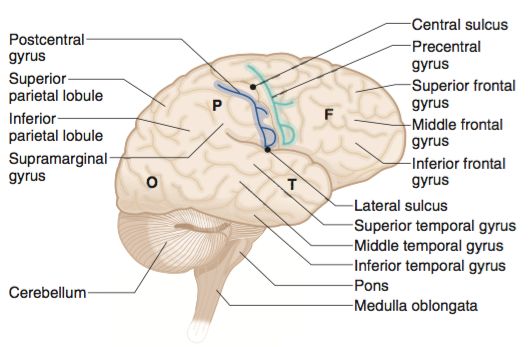 Postcentral
gyrus
Superior
parietal lobule
Inferior
parietal lobule
Supramarginal
gyrus
Cerebellum
P
F
O
T
Central sulcus
Precentral
gyrus
Superior frontal
gyrus
Middle frontal
gyrus
Inferior frontal
gyrus
Lateral sulcus
Superior temporal gyrus
Middle temporal gyrus
Inferior temporal gyrus
Pons
Medulla oblongata